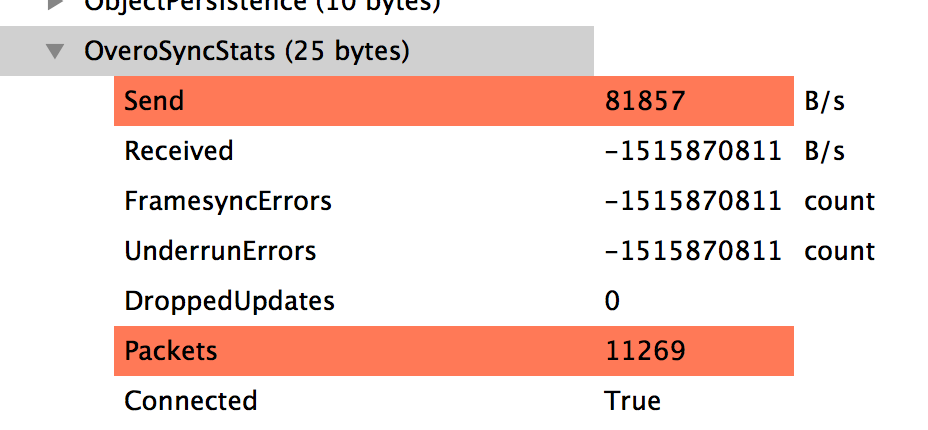 ObjectPersistence (10 bytes)
OveroSyncStats (25 bytes)
Send 81857 B/s
Received -1515870811 B/s
FramesyncErrors -1515870811 count
UnderrunErrors -1515870811 count
DroppedUpdates 0
Packets 11269
Connected True